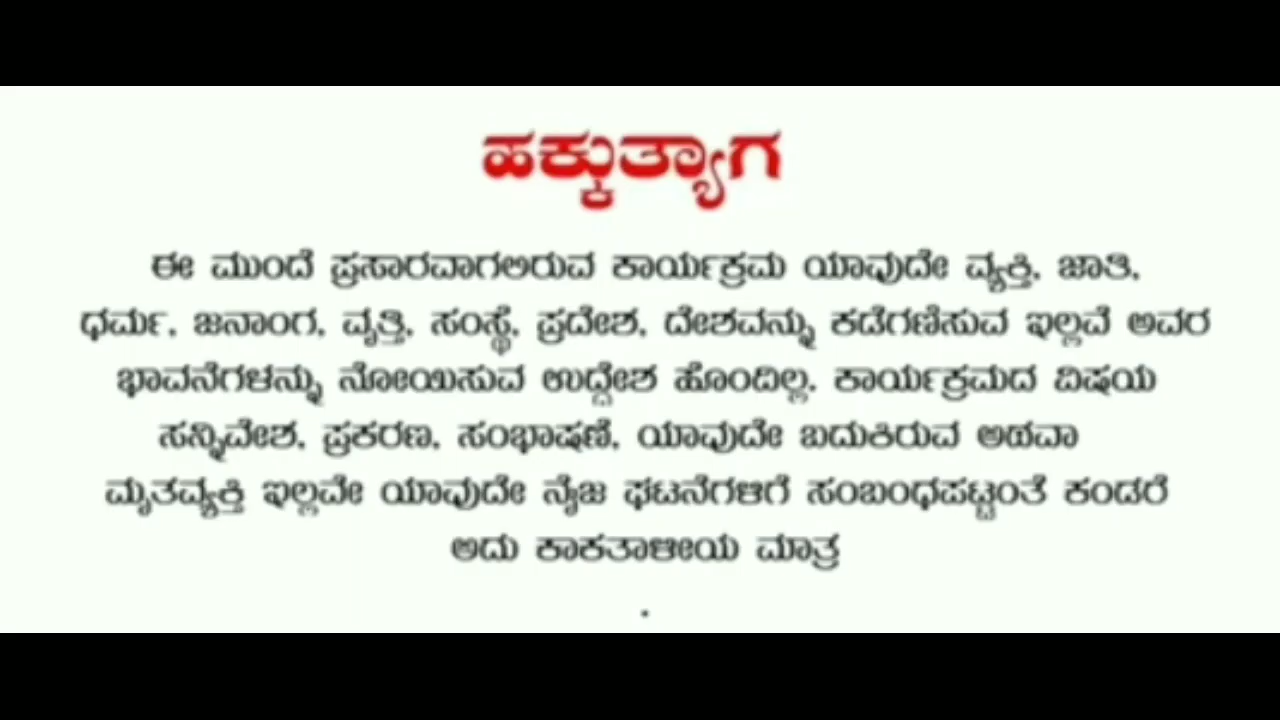 ಹಕ್ಕುತ್ಯಾಗ
ಈ ಮುಂದೆ ಪ್ರಸಾರವಾಗಲಿರುವ ಕಾರ್ಯಕ್ರಮ ಯಾವುದೇ ವ್ಯಕ್ತಿ, ಜಾತಿ,
ಧರ್ಮ, ಜನಾಂಗ, ವೃತ್ತಿ, ಸಂಸ್ಥೆ, ಪ್ರದೇಶ, ದೇಶವನ್ನು ಕಡೆಗಣಿಸುವ ಇಲ್ಲವೆ ಅವರ
ಭಾವನೆಗಳನ್ನು ನೋಯಿಸುವ ಉದ್ದೇಶ ಹೊಂದಿಲ್ಲ. ಕಾರ್ಯಕ್ರಮದ ವಿಷಯ
ಸನ್ನಿವೇಶ, ಪ್ರಕರಣ, ಸಂಭಾಷಣೆ, ಯಾವುದೇ ಬದುಕಿರುವ ಅಥವಾ
ಮೃತವ್ಯಕ್ತಿ ಇಲ್ಲವೇ ಯಾವುದೇ ನೈಜ ಘಟನೆಗಳಿಗೆ ಸಂಬಂಧಪಟ್ಟಂತೆ ಕಂಡರೆ
ಅದು ಕಾಕತಾಳೀಯ ಮಾತ್ರ
.